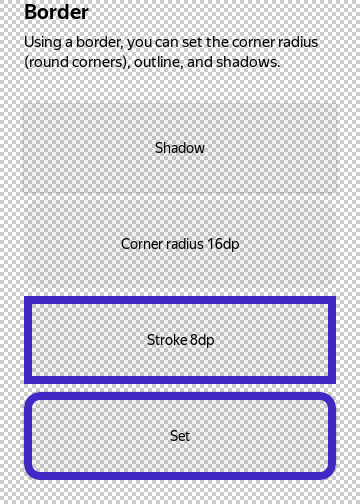 Border
Using a border, you can set the corner radius
(round corners), outline, and shadows.
Shadow
Corner radius 16dp
Stroke 8dp
Set